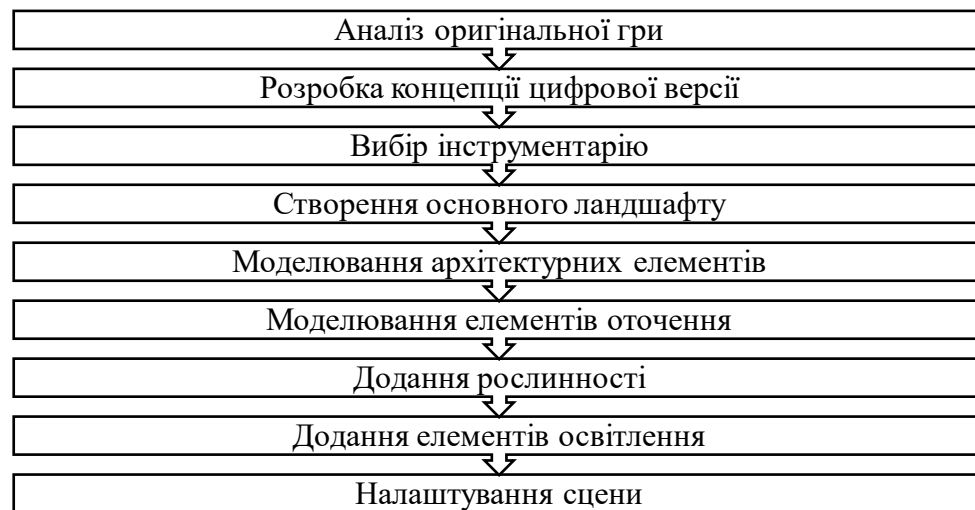 Аналіз оригінальної гри
Розробка концепції цифрової версії
Вибір інструментарію
Створення основного ландшафту
Моделювання архітектурних елементів
Моделювання елементів оточення
Додання рослинності
Додання елементів освітлення
Налаштування сцени